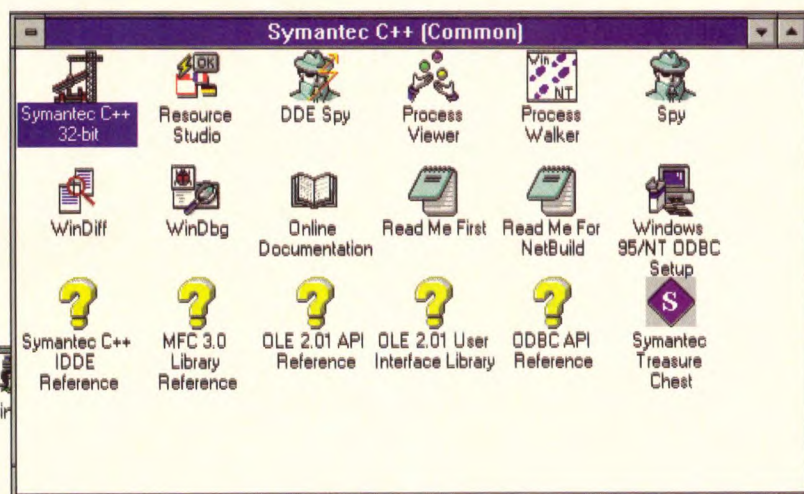 Symantec C++ (Common)
OK
Win
NT
Symantec C++
32-bit
Resource
Studio
DDE Spy
Process
Viewer
Process
Walker
Spy
WinDiff
WinDbg
Online
Documentation
Read Me First
Read Me For
NetBuild
Windows
95/NT ODBC
Setup
S
Symantec C++
IDDE
Reference
MFC 3.0
Library
Reference
OLE 2.01 API
Reference
OLE 2.01 User
Interface Library
ODBC API
Reference
Symantec
Treasure
Chest